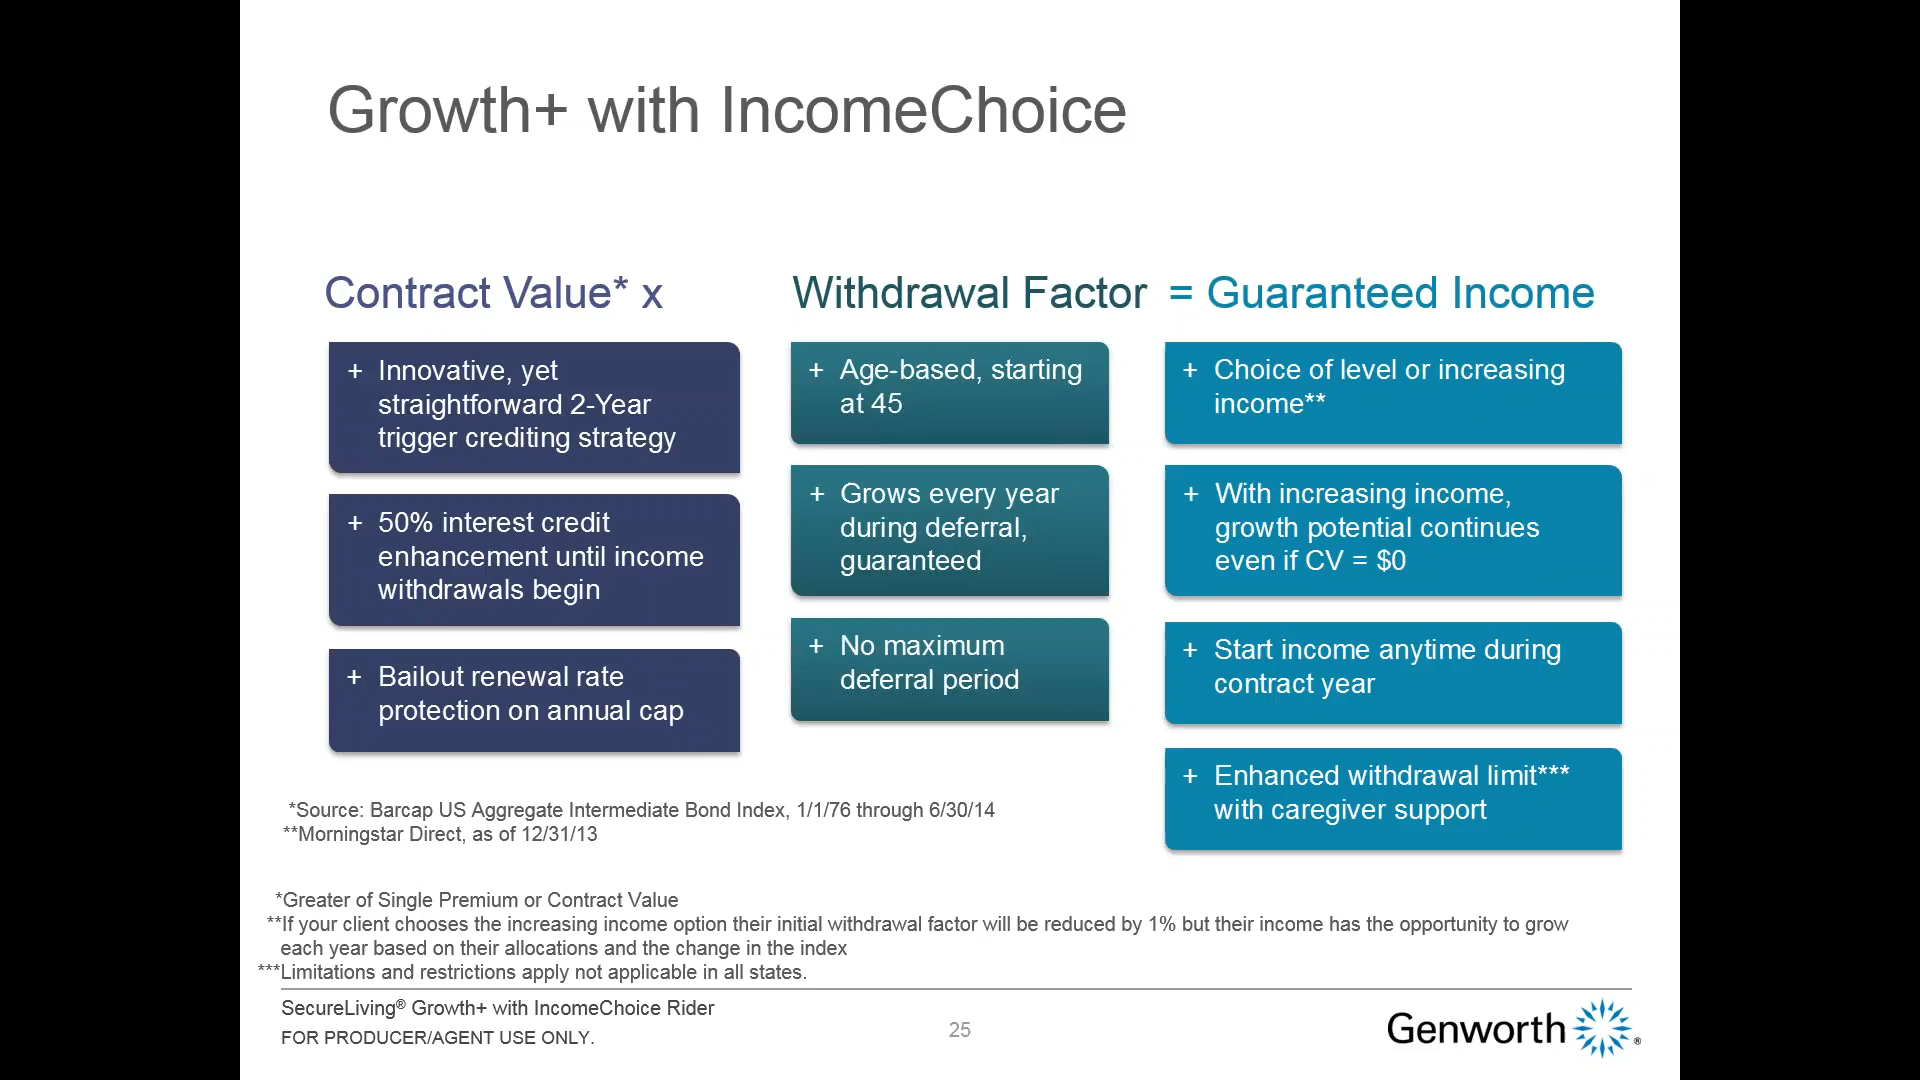 Growth+ with IncomeChoice
Contract Value* x
Withdrawal Factor = Guaranteed Income
+ Innovative, yet
straightforward 2-Year
trigger crediting strategy
+ 50% interest credit
enhancement until income
withdrawals begin
+ Bailout renewal rate
protection on annual cap
+ Age-based, starting
at 45
+ Grows every year
during deferral,
guaranteed
+ No maximum
deferral period
+ Choice of level or increasing
income**
+ With increasing income,
growth potential continues
even if CV = $0
+ Start income anytime during
contract year
+ Enhanced withdrawal limit***
with caregiver support
*Source: Barcap US Aggregate Intermediate Bond Index, 1/1/76 through 6/30/14
**Morningstar Direct, as of 12/31/13
*Greater of Single Premium or Contract Value
**If your client chooses the increasing income option their initial withdrawal factor will be reduced by 1% but their income has the opportunity to grow
each year based on their allocations and the change in the index
***Limitations and restrictions apply not applicable in all states.
SecureLiving® Growth+ with IncomeChoice Rider
FOR PRODUCER/AGENT USE ONLY.
25
Genworth®